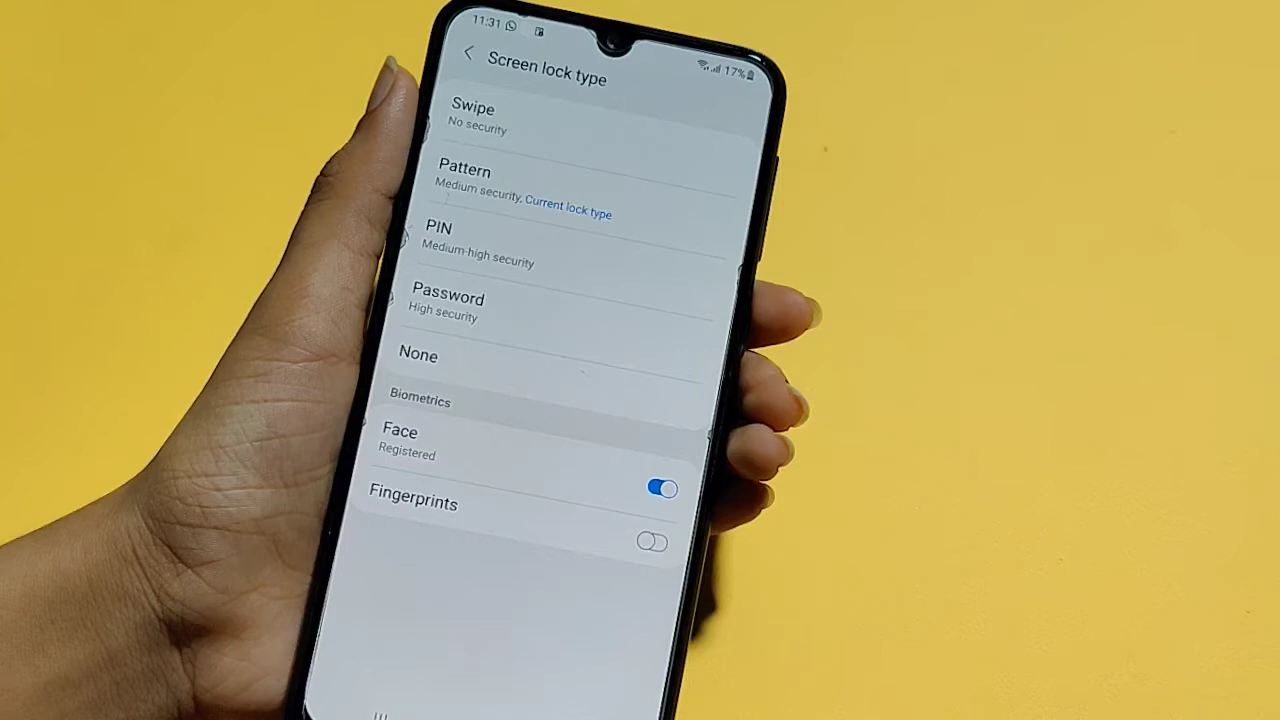 11:31 17%
Screen lock type
Swipe
No security
Pattern
Medium security, Current lock type
PIN
Medium-high security
Password
High security
None
Biometrics
Face
Registered
Fingerprints